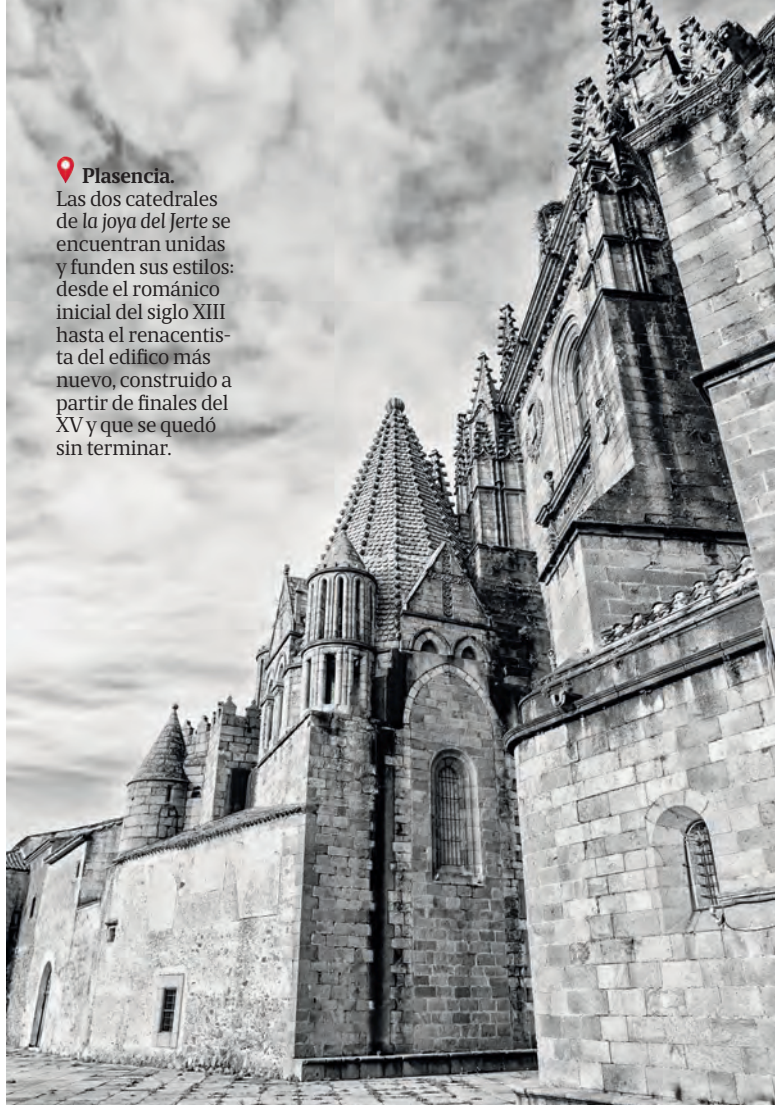 Plasencia.
Las dos catedrales
de la joya del Jerte se
encuentran unidas
y funden sus estilos:
desde el románico
inicial del siglo XIII
hasta el renacentis-
ta del edifico más
nuevo, construido a
partir de finales del
XV y que se quedó
sin terminar.